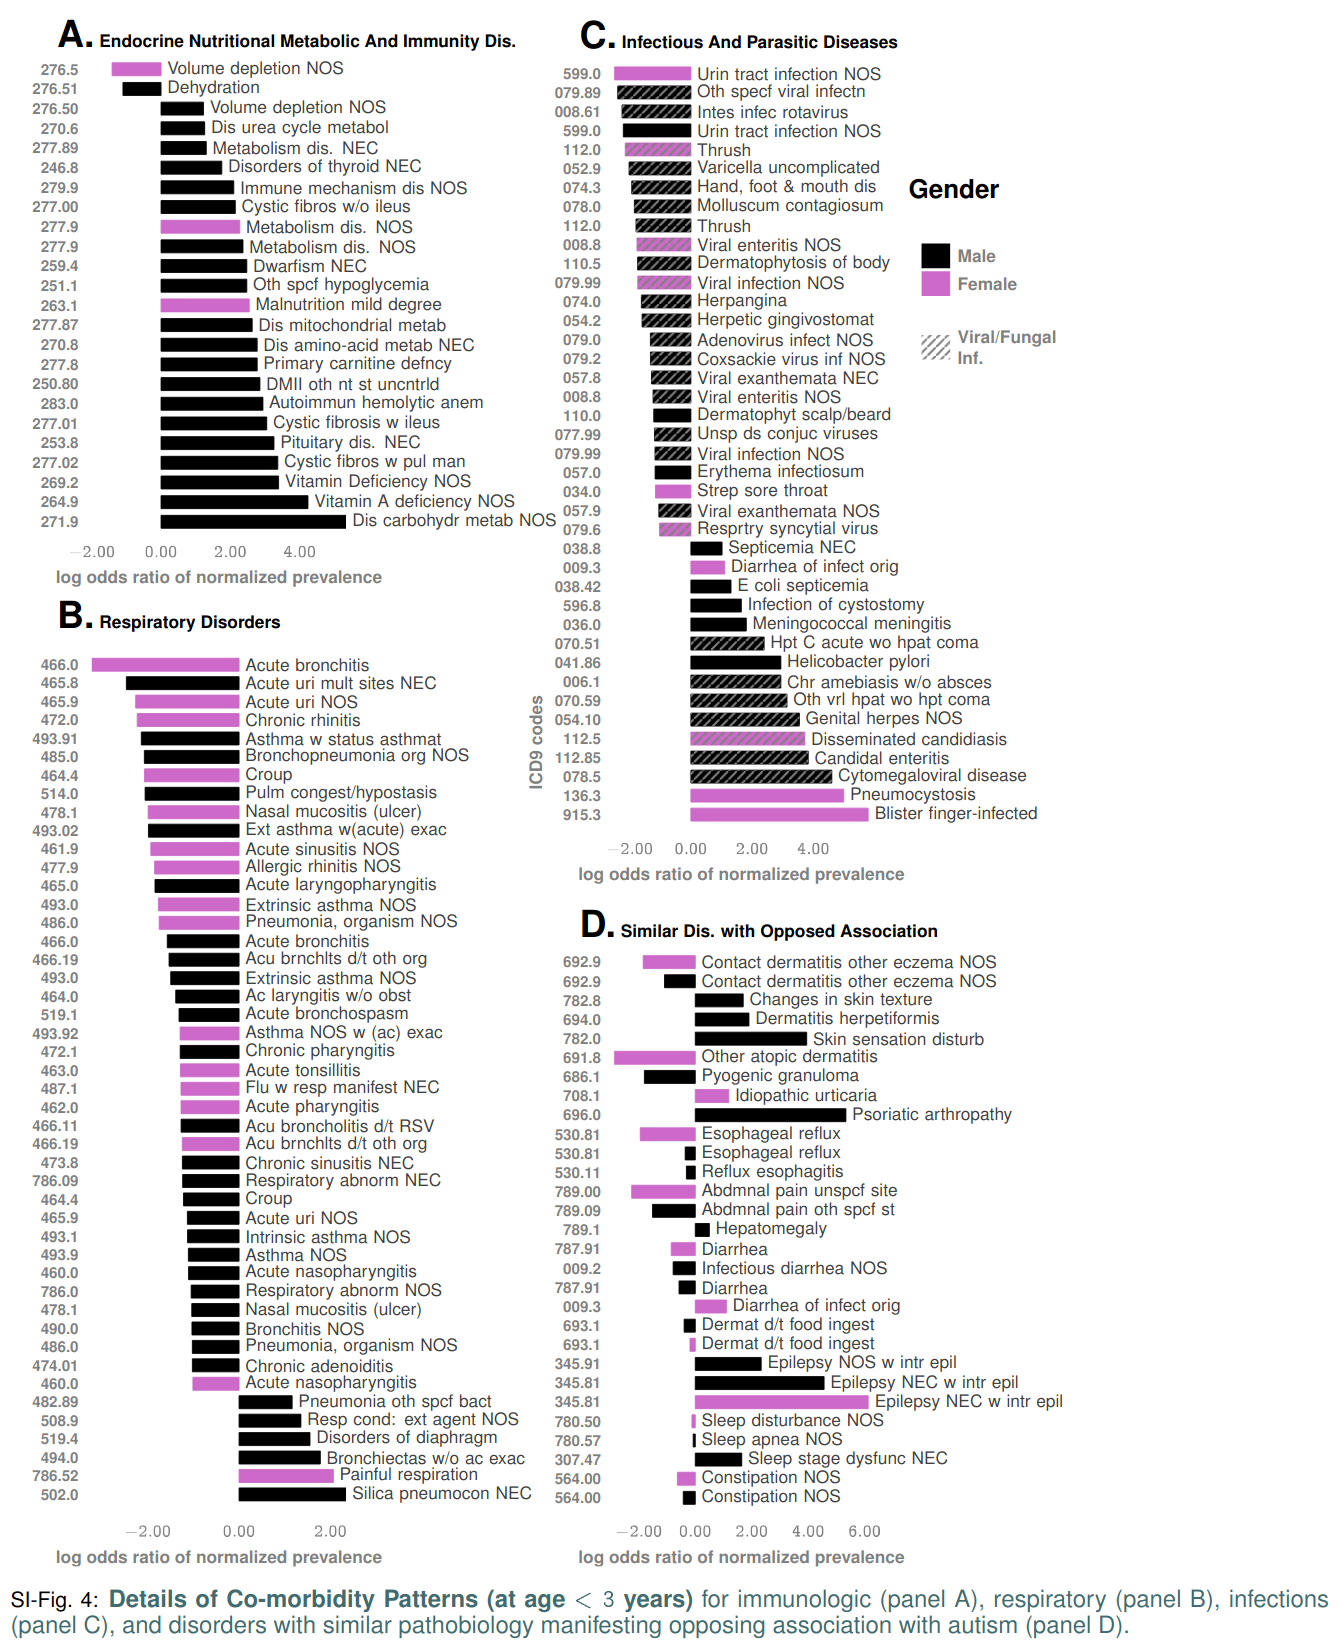 A. Endocrine Nutritional Metabolic And Immunity Dis.
276.5 Volume depletion NOS
276.51 Dehydration
276.50 Volume depletion NOS
270.6 Dis urea cycle metabol
277.89 Metabolism dis. NEC
246.8 Disorders of thyroid NEC
279.9 Immune mechanism dis NOS
277.00 Cystic fibros w/o ileus
277.9 Metabolism dis. NOS
277.9 Metabolism dis. NOS
259.4 Dwarfism NEC
251.1 Oth spcf hypoglycemia
263.1 Malnutrition mild degree
277.87 Dis mitochondrial metab
270.8 Dis amino-acid metab NEC
277.8 Primary carnitine defncy
250.80 DMII oth nt st uncntrld
283.0 Autoimmun hemolytic anem
277.01 Cystic fibrosis w ileus
253.8 Pituitary dis. NEC
277.02 Cystic fibros w pul man
269.2 Vitamin Deficiency NOS
264.9 Vitamin A deficiency NOS
271.9 Dis carbohydr metab NOS
−2.00 0.00 2.00 4.00
log odds ratio of normalized prevalence
B. Respiratory Disorders
466.0 Acute bronchitis
465.8 Acute uri mult sites NEC
465.9 Acute uri NOS
472.0 Chronic rhinitis
493.91 Asthma w status asthmat
485.0 Bronchopneumonia org NOS
464.4 Croup
514.0 Pulm congest/hypostasis
478.1 Nasal mucositis (ulcer)
493.02 Ext asthma w(acute) exac
461.9 Acute sinusitis NOS
477.9 Allergic rhinitis NOS
465.0 Acute laryngopharyngitis
493.0 Extrinsic asthma NOS
486.0 Pneumonia, organism NOS
466.0 Acute bronchitis
466.19 Acu brnchlts d/t oth org
493.0 Extrinsic asthma NOS
464.0 Ac laryngitis w/o obst
519.1 Acute bronchospasm
493.92 Asthma NOS w (ac) exac
472.1 Chronic pharyngitis
463.0 Acute tonsillitis
487.1 Flu w resp manifest NEC
462.0 Acute pharyngitis
466.11 Acu broncholitis d/t RSV
466.19 Acu brnchlts d/t oth org
473.8 Chronic sinusitis NEC
786.09 Respiratory abnorm NEC
464.4 Croup
465.9 Acute uri NOS
493.1 Intrinsic asthma NOS
493.9 Asthma NOS
460.0 Acute nasopharyngitis
786.0 Respiratory abnorm NOS
478.1 Nasal mucositis (ulcer)
490.0 Bronchitis NOS
486.0 Pneumonia, organism NOS
474.01 Chronic adenoiditis
460.0 Acute nasopharyngitis
482.89 Pneumonia oth spcf bact
508.9 Resp cond: ext agent NOS
519.4 Disorders of diaphragm
494.0 Bronchiectas w/o ac exac
786.52 Painful respiration
502.0 Silica pneumocon NEC
−2.00 0.00 2.00
log odds ratio of normalized prevalence
C. Infectious And Parasitic Diseases
599.0 Urin tract infection NOS
079.89 Oth specf viral infectn
008.61 Intes infec rotavirus
599.0 Urin tract infection NOS
112.0 Thrush
052.9 Varicella uncomplicated
074.3 Hand, foot & mouth dis
078.0 Molluscum contagiosum
112.0 Thrush
008.8 Viral enteritis NOS
110.5 Dermatophytosis of body
079.99 Viral infection NOS
074.0 Herpangina
054.2 Herpetic gingivostomat
079.0 Adenovirus infect NOS
079.2 Coxsackie virus inf NOS
057.8 Viral exanthemata NEC
008.8 Viral enteritis NOS
110.0 Dermatophyt scalp/beard
077.99 Unsp ds conjuc viruses
079.99 Viral infection NOS
057.0 Erythema infectiosum
034.0 Strep sore throat
057.9 Viral exanthemata NOS
079.6 Resprtry syncytial virus
038.8 Septicemia NEC
009.3 Diarrhea of infect orig
038.42 E coli septicemia
596.8 Infection of cystostomy
036.0 Meningococcal meningitis
070.51 Hpt C acute wo hpat coma
041.86 Helicobacter pylori
006.1 Chr amebiasis w/o absces
070.59 Oth vrl hpat wo hpt coma
054.10 Genital herpes NOS
112.5 Disseminated candidiasis
112.85 Candidal enteritis
078.5 Cytomegaloviral disease
136.3 Pneumocystosis
915.3 Blister finger-infected
ICD9 codes
−2.00 0.00 2.00 4.00
log odds ratio of normalized prevalence
Gender
Male
Female
Viral/Fungal
Inf.
D. Similar Dis. with Opposed Association
692.9 Contact dermatitis other eczema NOS
692.9 Contact dermatitis other eczema NOS
782.8 Changes in skin texture
694.0 Dermatitis herpetiformis
782.0 Skin sensation disturb
691.8 Other atopic dermatitis
686.1 Pyogenic granuloma
708.1 Idiopathic urticaria
696.0 Psoriatic arthropathy
530.81 Esophageal reflux
530.81 Esophageal reflux
530.11 Reflux esophagitis
789.00 Abdmnal pain unspcf site
789.09 Abdmnal pain oth spcf st
789.1 Hepatomegaly
787.91 Diarrhea
009.2 Infectious diarrhea NOS
787.91 Diarrhea
009.3 Diarrhea of infect orig
693.1 Dermat d/t food ingest
693.1 Dermat d/t food ingest
345.91 Epilepsy NOS w intr epil
345.81 Epilepsy NEC w intr epil
345.81 Epilepsy NEC w intr epil
780.50 Sleep disturbance NOS
780.57 Sleep apnea NOS
307.47 Sleep stage dysfunc NEC
564.00 Constipation NOS
564.00 Constipation NOS
−2.00 0.00 2.00 4.00 6.00
log odds ratio of normalized prevalence
SI-Fig. 4: Details of Co-morbidity Patterns (at age < 3 years) for immunologic (panel A), respiratory (panel B), infections
(panel C), and disorders with similar pathobiology manifesting opposing association with autism (panel D).